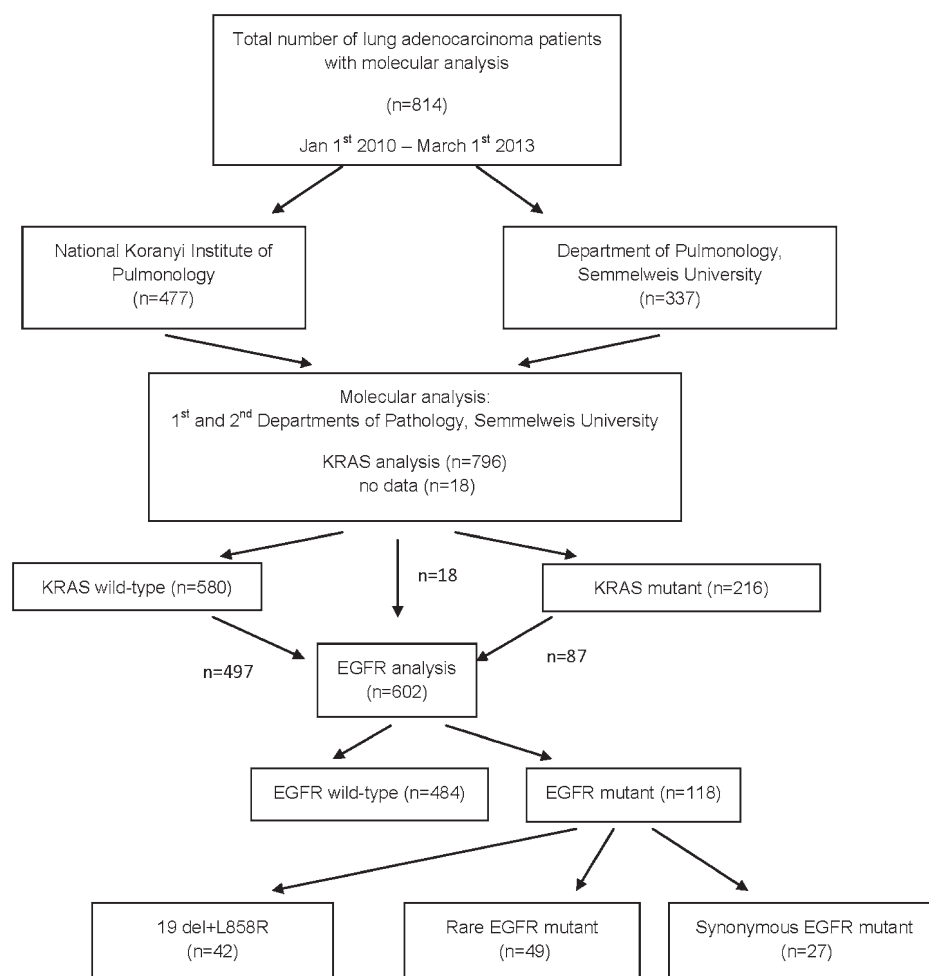 Total number of lung adenocarcinoma patients
with molecular analysis
(n=814)
Jan 1st 2010 – March 1st 2013
National Koranyi Institute of
Pulmonology
(n=477)
Department of Pulmonology,
Semmelweis University
(n=337)
Molecular analysis:
1st and 2nd Departments of Pathology, Semmelweis University
KRAS analysis (n=796)
no data (n=18)
KRAS wild-type (n=580)
n=18
KRAS mutant (n=216)
n=497
EGFR analysis
(n=602)
n=87
EGFR wild-type (n=484)
EGFR mutant (n=118)
19 del+L858R
(n=42)
Rare EGFR mutant
(n=49)
Synonymous EGFR mutant
(n=27)